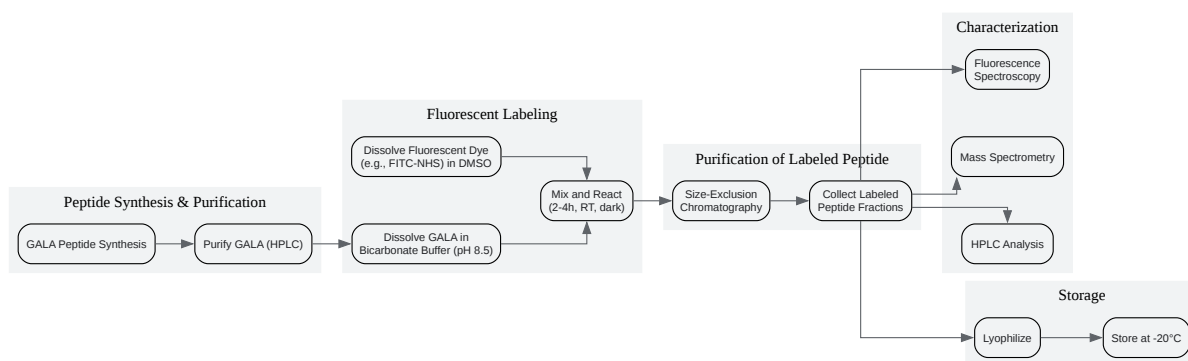 Peptide Synthesis & Purification
GALA Peptide Synthesis
Purify GALA (HPLC)
Fluorescent Labeling
Dissolve Fluorescent Dye
(e.g., FITC-NHS) in DMSO
Dissolve GALA in
Bicarbonate Buffer (pH 8.5)
Mix and React
(2-4h, RT, dark)
Purification of Labeled Peptide
Size-Exclusion
Chromatography
Collect Labeled
Peptide Fractions
Characterization
Fluorescence
Spectroscopy
Mass Spectrometry
HPLC Analysis
Storage
Lyophilize
Store at -20°C